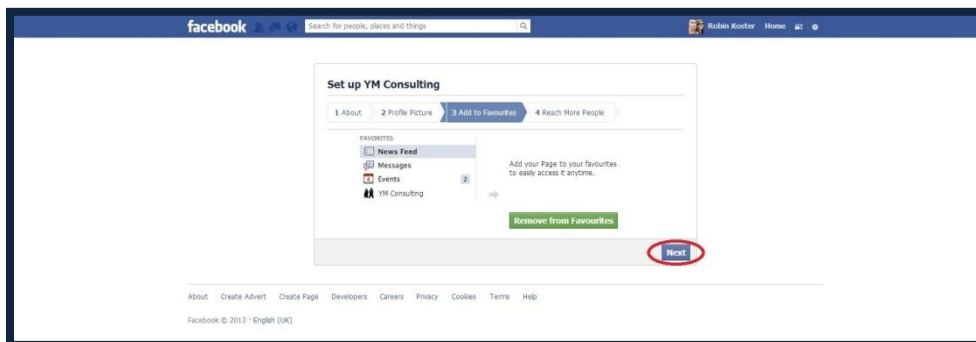 facebook
Search for people, places and things
Robin Koster Home
Set up YM Consulting
1 About 2 Profile Picture 3 Add to Favourites 4 Reach More People
FAVORITES
News Feed
Messages
Events 2
YM Consulting
Add your Page to your favourites
to easily access it anytime.
Remove from Favourites
Next
About Create Advert Create Page Developers Careers Privacy Cookies Terms Help
Facebook © 2013 · English (UK)